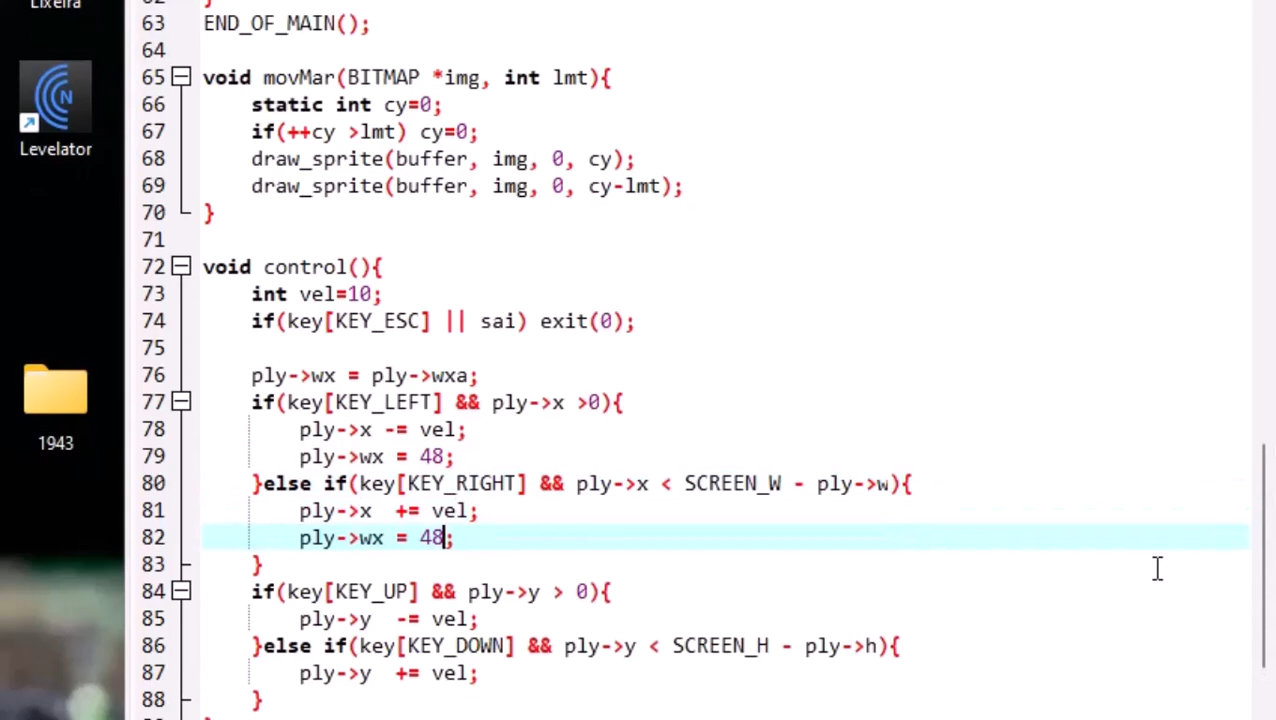 Lixeira
62 }
63 END_OF_MAIN();
64
Levelator
65 void movMar(BITMAP *img, int lmt){
66 static int cy=0;
67 if(++cy >lmt) cy=0;
68 draw_sprite(buffer, img, 0, cy);
69 draw_sprite(buffer, img, 0, cy-lmt);
70 }
71
72 void control(){
73 int vel=10;
74 if(key[KEY_ESC] || sai) exit(0);
75
76 ply->wx = ply->wxa;
77 if(key[KEY_LEFT] && ply->x >0){
78 ply->x -= vel;
1943
79 ply->wx = 48;
80 }else if(key[KEY_RIGHT] && ply->x < SCREEN_W - ply->w){
81 ply->x += vel;
82 ply->wx = 48;
83 }
84 if(key[KEY_UP] && ply->y > 0){
85 ply->y -= vel;
86 }else if(key[KEY_DOWN] && ply->y < SCREEN_H - ply->h){
87 ply->y += vel;
88 }